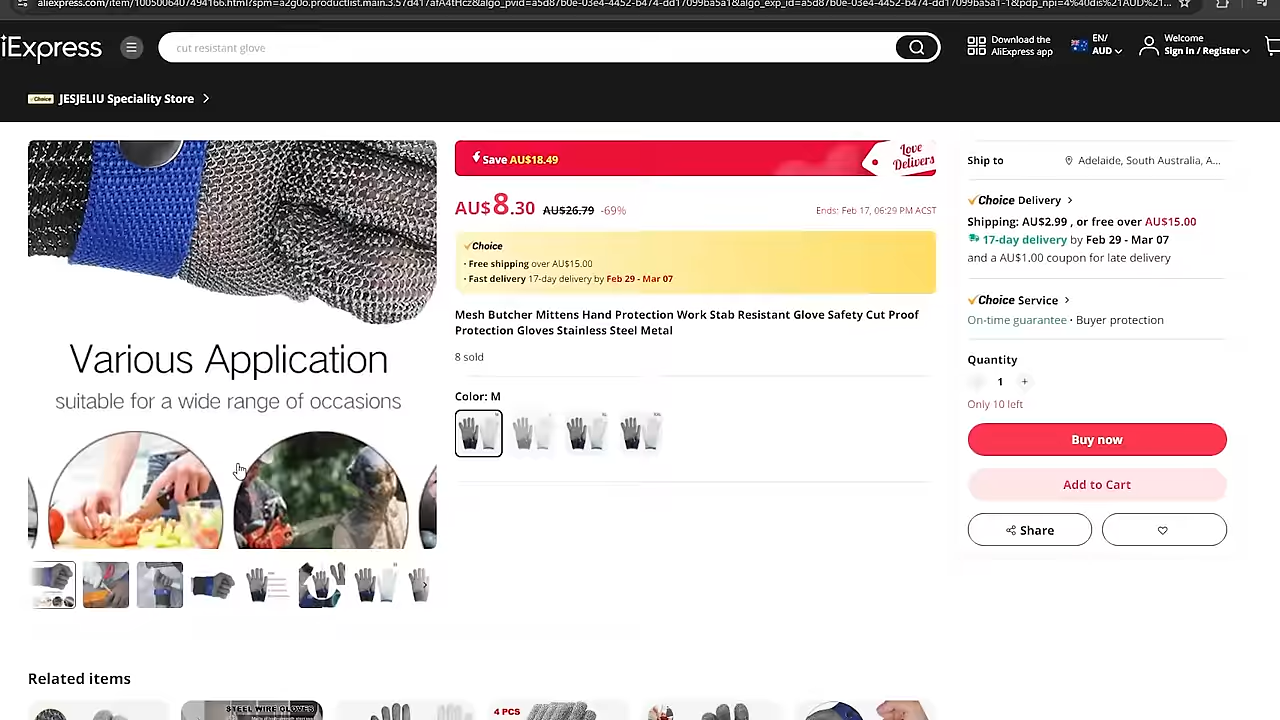 iExpress
cut resistant glove
Download the
AliExpress app
EN/
AUD
Welcome
Sign in / Register
Choice JESJELIU Speciality Store
Save AU$18.49
Love
Delivers
AU$8.30 AU$26.79 -69%
Ends: Feb 17, 06:29 PM ACST
Choice
· Free shipping over AU$15.00
· Fast delivery 17-day delivery by Feb 29 - Mar 07
Mesh Butcher Mittens Hand Protection Work Stab Resistant Glove Safety Cut Proof
Protection Gloves Stainless Steel Metal
8 sold
Color: M
Various Application
suitable for a wide range of occasions
Ship to Adelaide, South Australia, A...
Choice Delivery
Shipping: AU$2.99 , or free over AU$15.00
17-day delivery by Feb 29 - Mar 07
and a AU$1.00 coupon for late delivery
Choice Service
On-time guarantee · Buyer protection
Quantity
1 +
Only 10 left
Buy now
Add to Cart
Share
Related items
STEEL WIRE GLOVES
4 PCS